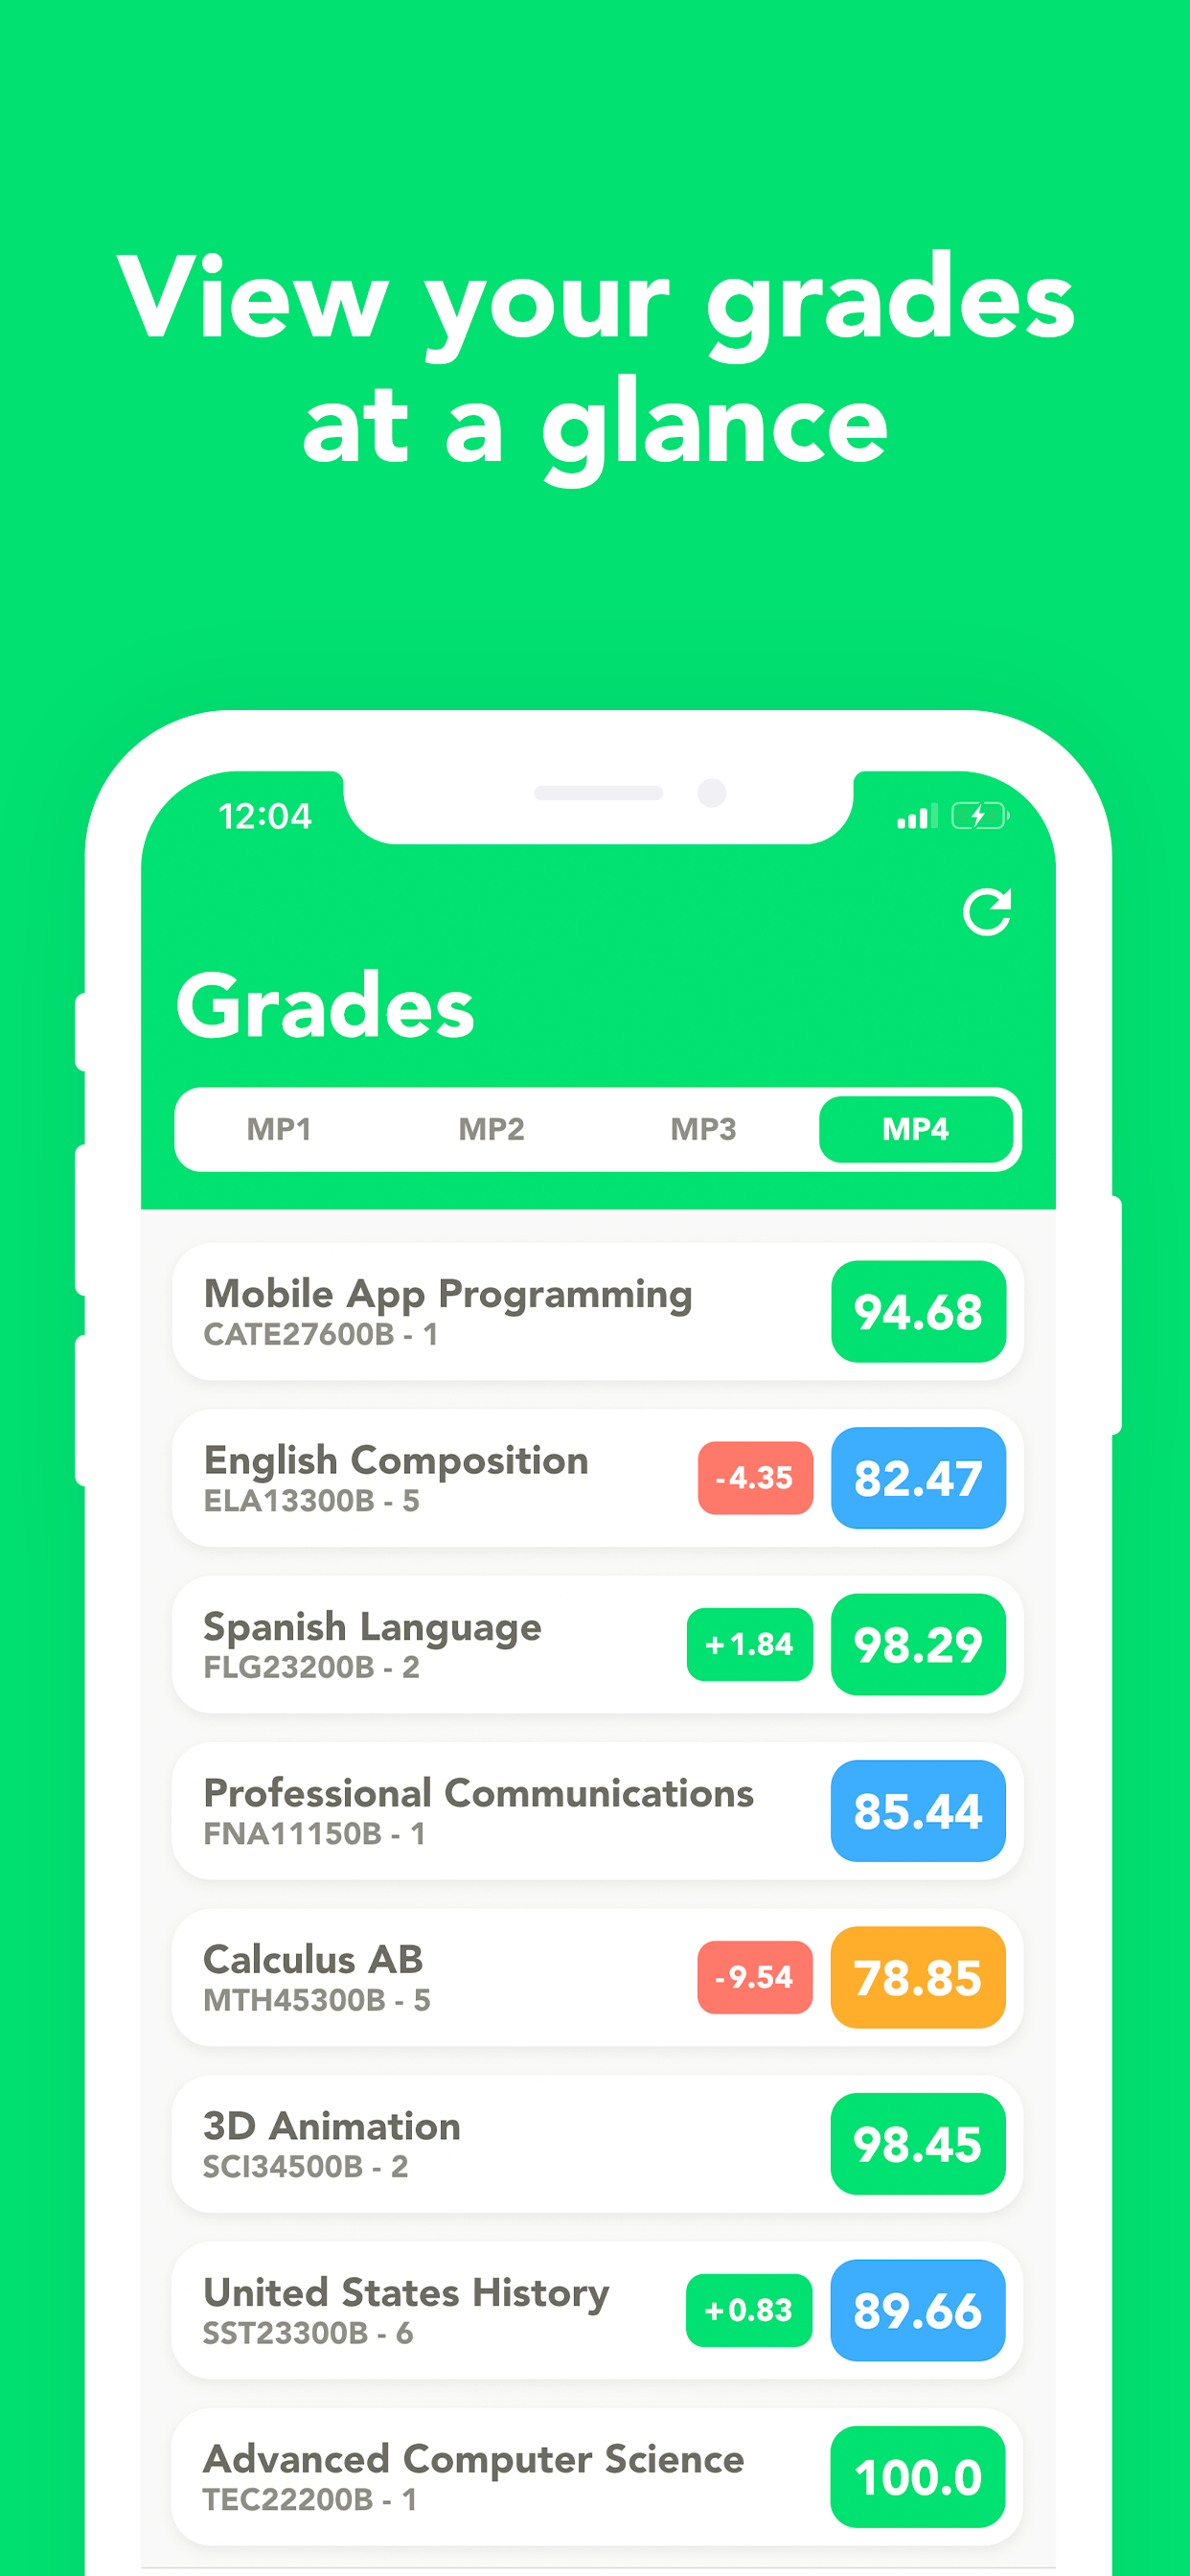 View your grades
at a glance
12:04
Grades
MP1 MP2 MP3 MP4
Mobile App Programming
CATE27600B - 1
94.68
English Composition
ELA13300B - 5
-4.35
82.47
Spanish Language
FLG23200B - 2
+1.84
98.29
Professional Communications
FNA11150B - 1
85.44
Calculus AB
MTH45300B - 5
-9.54
78.85
3D Animation
SCI34500B - 2
98.45
United States History
SST23300B - 6
+0.83
89.66
Advanced Computer Science
TEC22200B - 1
100.0